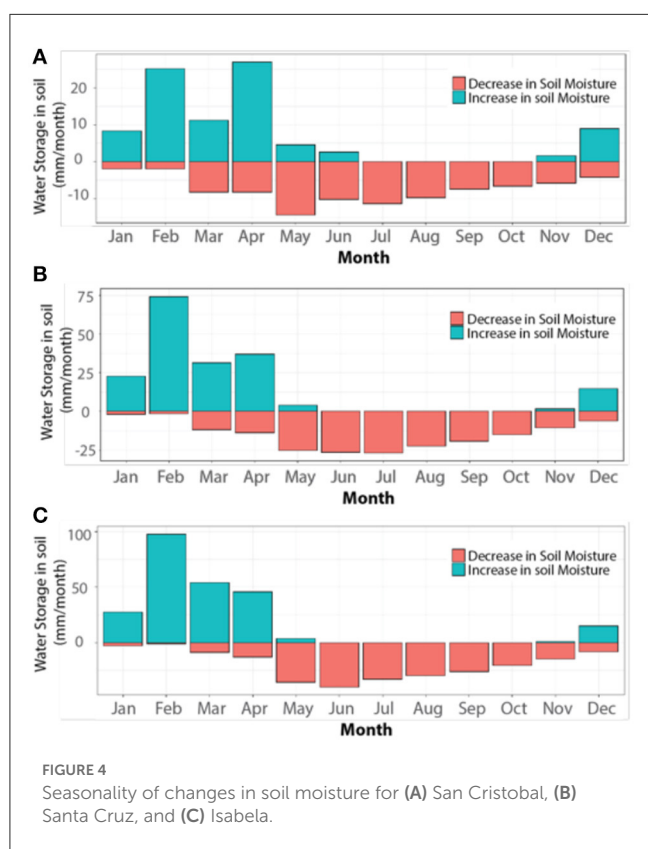 A
Water Storage in soil
(mm/month)
20
10
0
-10
Decrease in Soil Moisture
Increase in soil Moisture
Jan Feb Mar Apr May Jun Jul Aug Sep Oct Nov Dec
Month
B
Water Storage in soil
(mm/month)
75
50
25
0
-25
Decrease in Soil Moisture
Increase in soil Moisture
Jan Feb Mar Apr May Jun Jul Aug Sep Oct Nov Dec
Month
C
Water Storage in soil
(mm/month)
100
50
0
Decrease in Soil Moisture
Increase in soil Moisture
Jan Feb Mar Apr May Jun Jul Aug Sep Oct Nov Dec
Month
FIGURE 4
Seasonality of changes in soil moisture for (A) San Cristobal, (B)
Santa Cruz, and (C) Isabela.